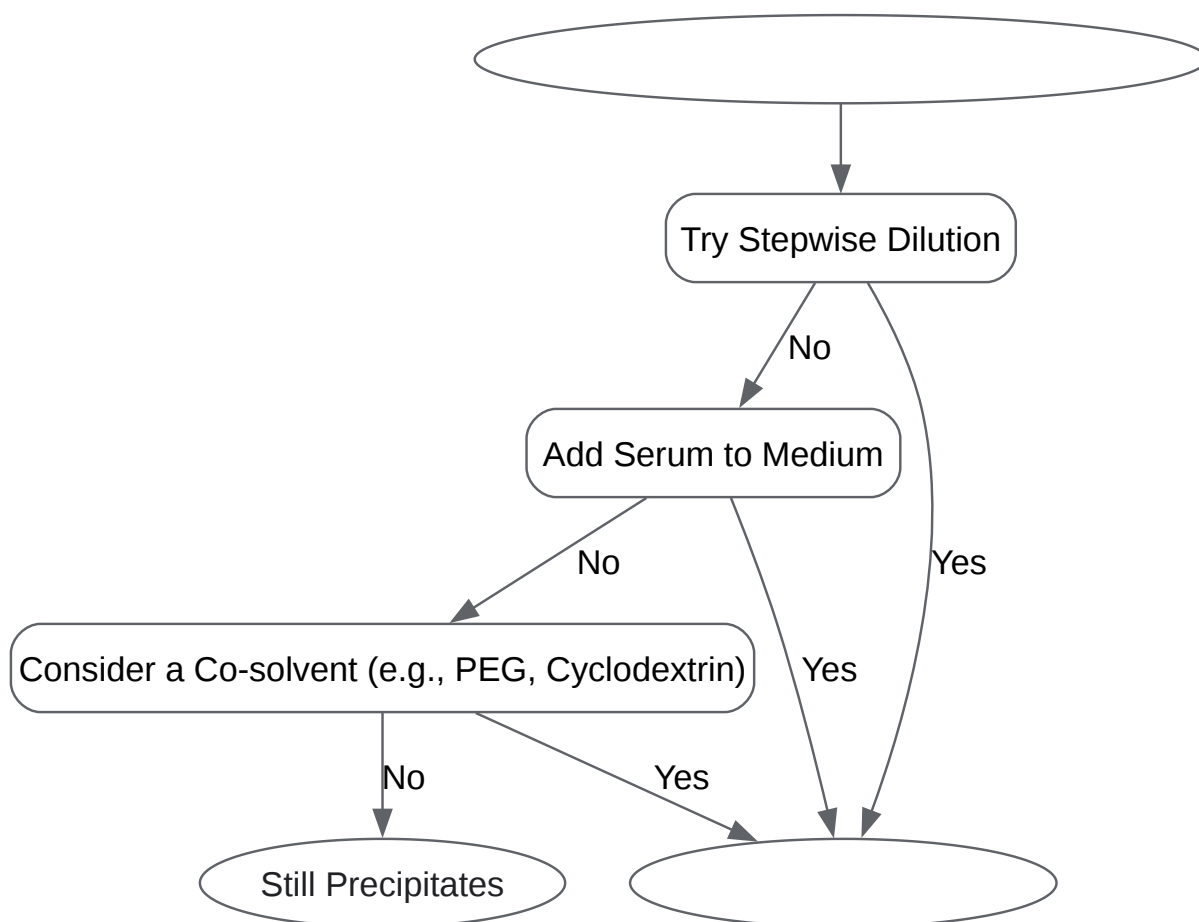 Try Stepwise Dilution
No
Add Serum to Medium
No
Yes
Consider a Co-solvent (e.g., PEG, Cyclodextrin)
Yes
No
Yes
Still Precipitates